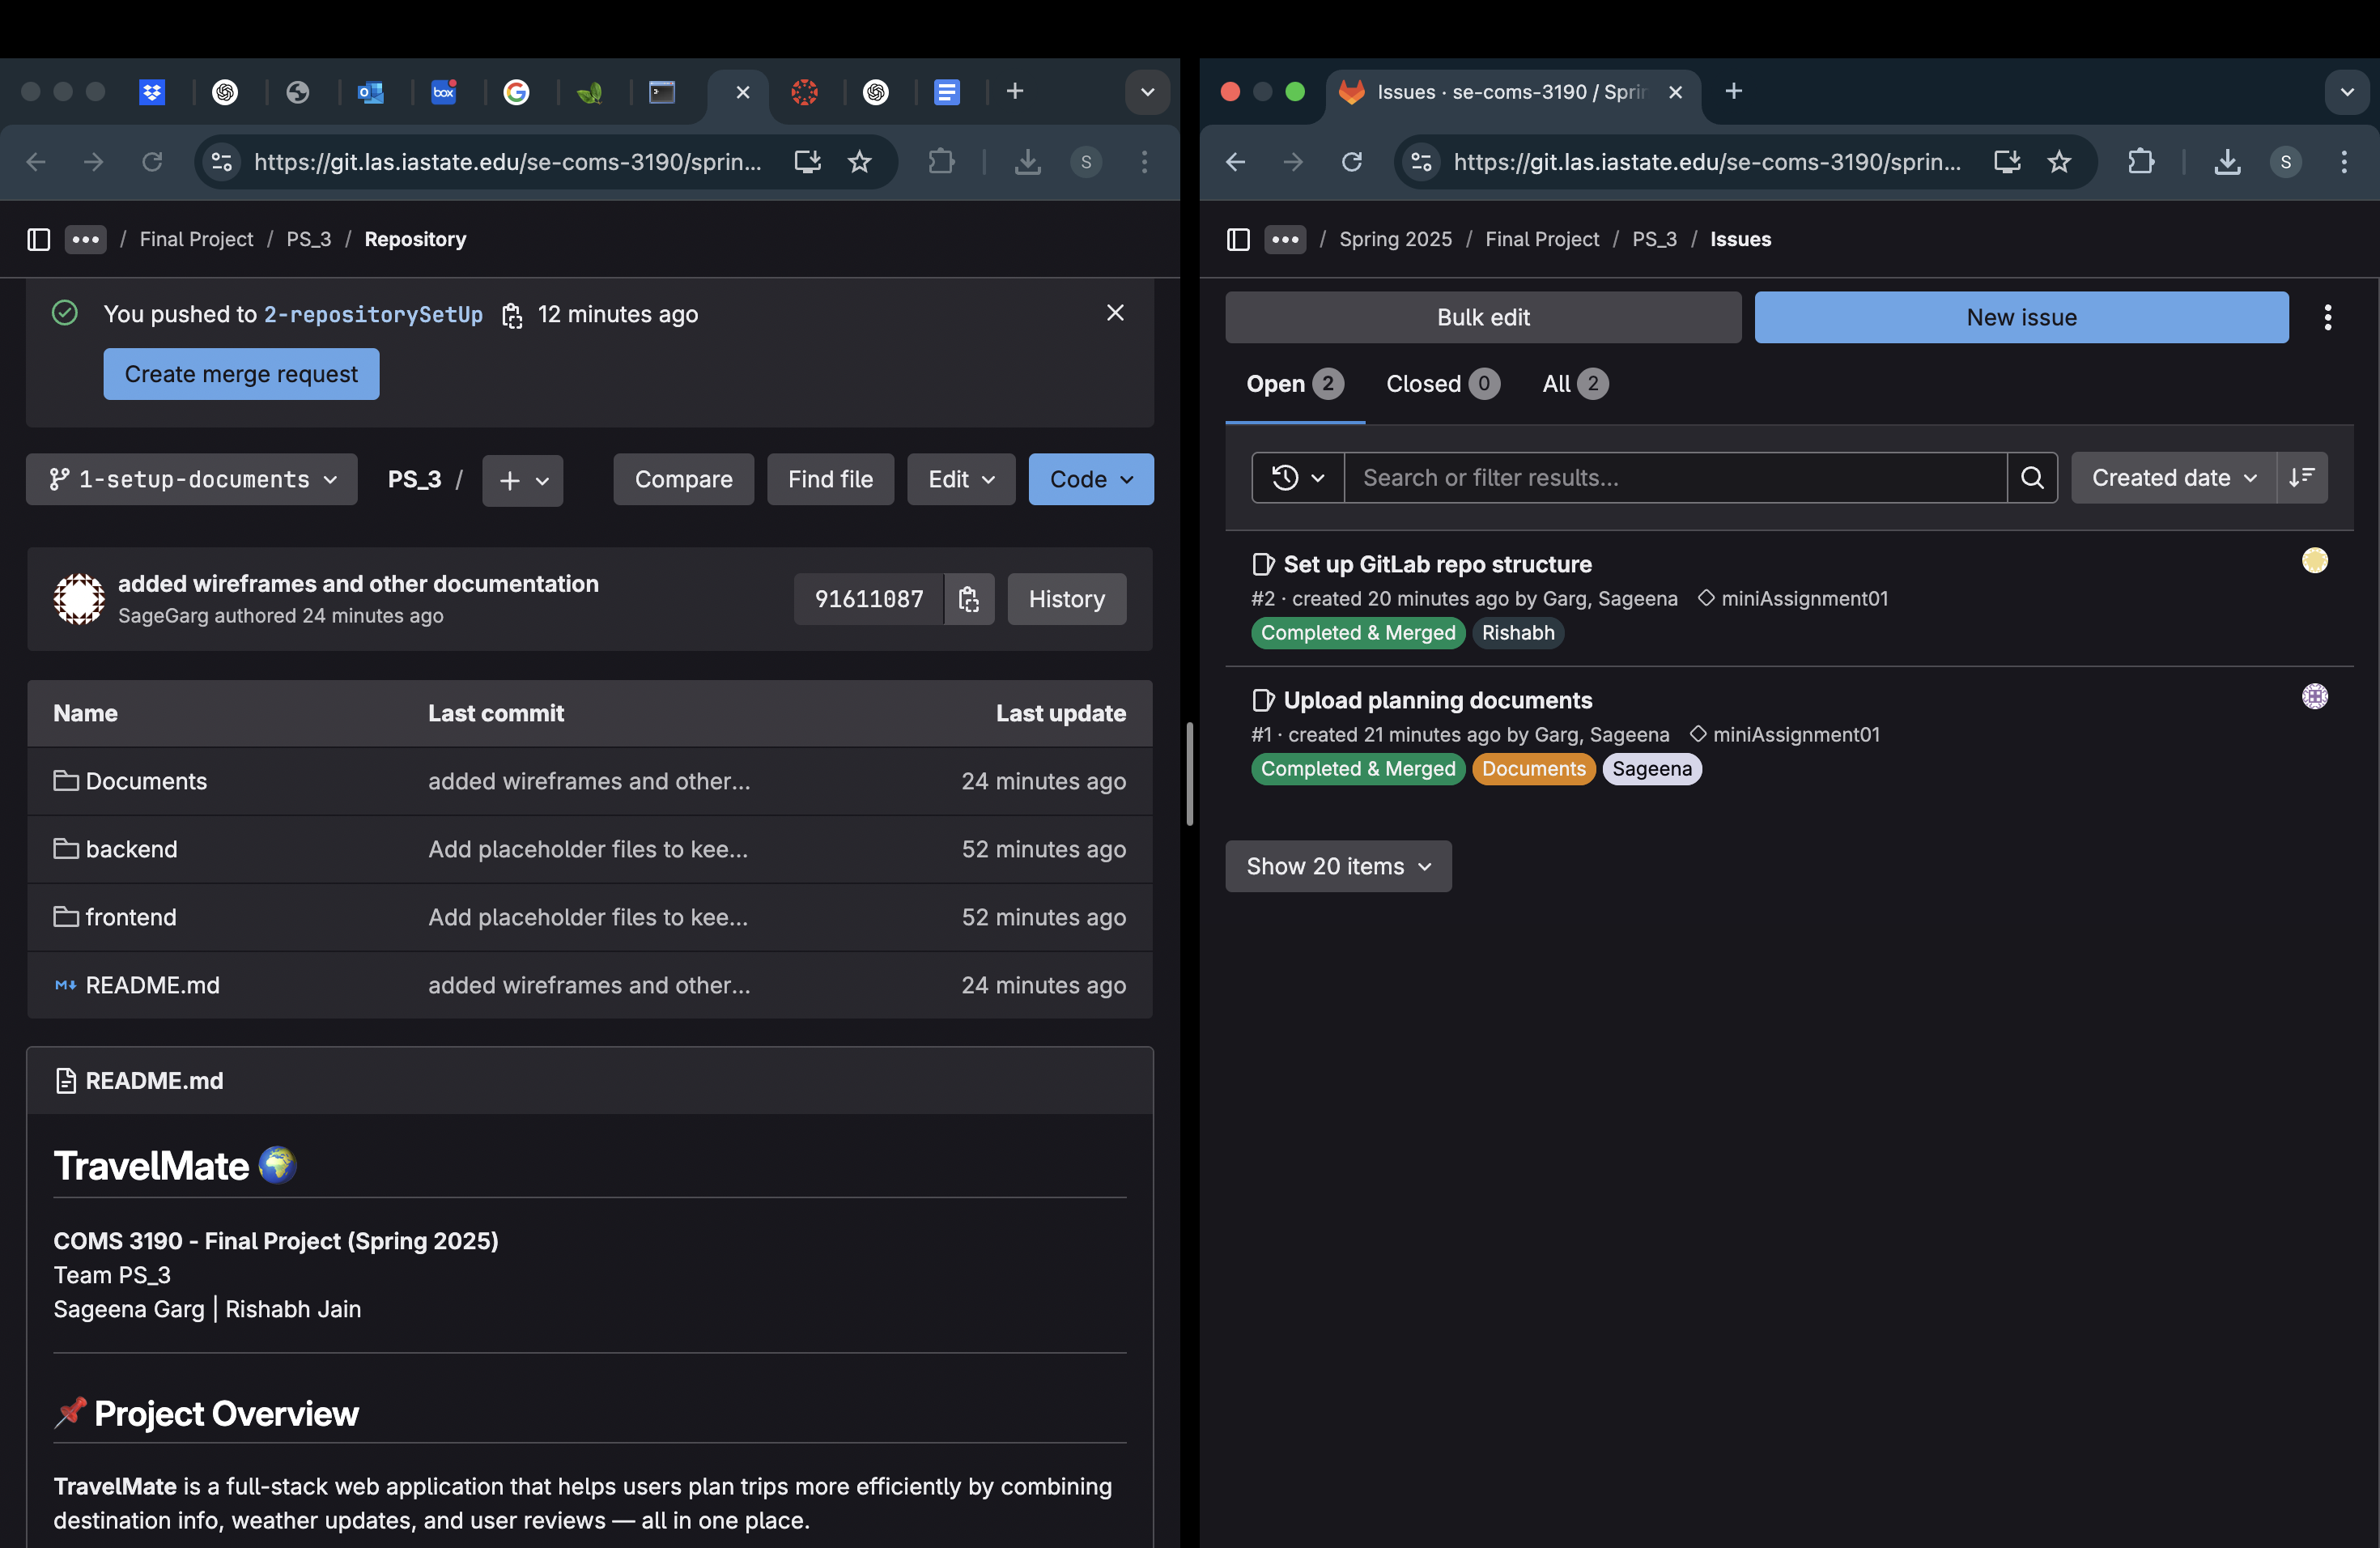 box
Issues · se-coms-3190 / Sprin
https://git.las.iastate.edu/se-coms-3190/sprin...
S
/ Final Project / PS_3 / Repository
You pushed to 2-repositorySetUp 12 minutes ago
Create merge request
1-setup-documents
PS_3 /
Compare
Find file
Edit
Code
added wireframes and other documentation
SageGarg authored 24 minutes ago
91611087
History
Name Last commit Last update
Documents added wireframes and other... 24 minutes ago
backend Add placeholder files to kee... 52 minutes ago
frontend Add placeholder files to kee... 52 minutes ago
README.md added wireframes and other... 24 minutes ago
README.md
TravelMate 🌍
COMS 3190 - Final Project (Spring 2025)
Team PS_3
Sageena Garg | Rishabh Jain
📌 Project Overview
TravelMate is a full-stack web application that helps users plan trips more efficiently by combining
destination info, weather updates, and user reviews — all in one place.
https://git.las.iastate.edu/se-coms-3190/sprin...
S
/ Spring 2025 / Final Project / PS_3 / Issues
Bulk edit
New issue
Open 2
Closed 0
All 2
Search or filter results...
Created date
Set up GitLab repo structure
#2 · created 20 minutes ago by Garg, Sageena miniAssignment01
Completed & Merged Rishabh
Upload planning documents
#1 · created 21 minutes ago by Garg, Sageena miniAssignment01
Completed & Merged Documents Sageena
Show 20 items